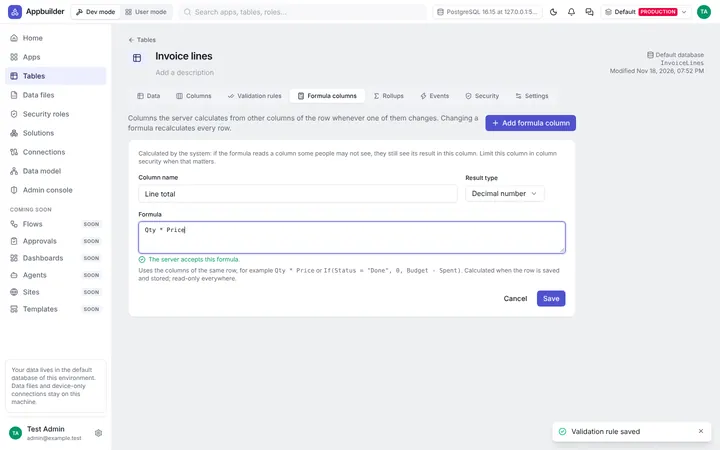 Appbuilder
Dev mode
User mode
Search apps, tables, roles...
PostgreSQL 16.15 at 127.0.0.1:5...
Default
PRODUCTION
TA
Home
Apps
Tables
Data files
Security roles
Solutions
Connections
Data model
Admin console
COMING SOON
Flows SOON
Approvals SOON
Dashboards SOON
Agents SOON
Sites SOON
Templates SOON
Your data lives in the default
database of this environment.
Data files and device-only
connections stay on this
machine.
TA
Test Admin
admin@example.test
Tables
Invoice lines
Add a description
Default database
InvoiceLines
Modified Nov 18, 2026, 07:52 PM
Data
Columns
Validation rules
Formula columns
Rollups
Events
Security
Settings
Columns the server calculates from other columns of the row whenever one of them changes. Changing a
formula recalculates every row.
Add formula column
Calculated by the system: if the formula reads a column some people may not see, they still see its result in this column. Limit this column in column
security when that matters.
Column name
Line total
Result type
Decimal number
Formula
Qty * Price
The server accepts this formula.
Uses the columns of the same row, for example Qty * Price or If(Status = "Done", 0, Budget - Spent). Calculated when the row is saved
and stored; read-only everywhere.
Cancel
Save
Validation rule saved